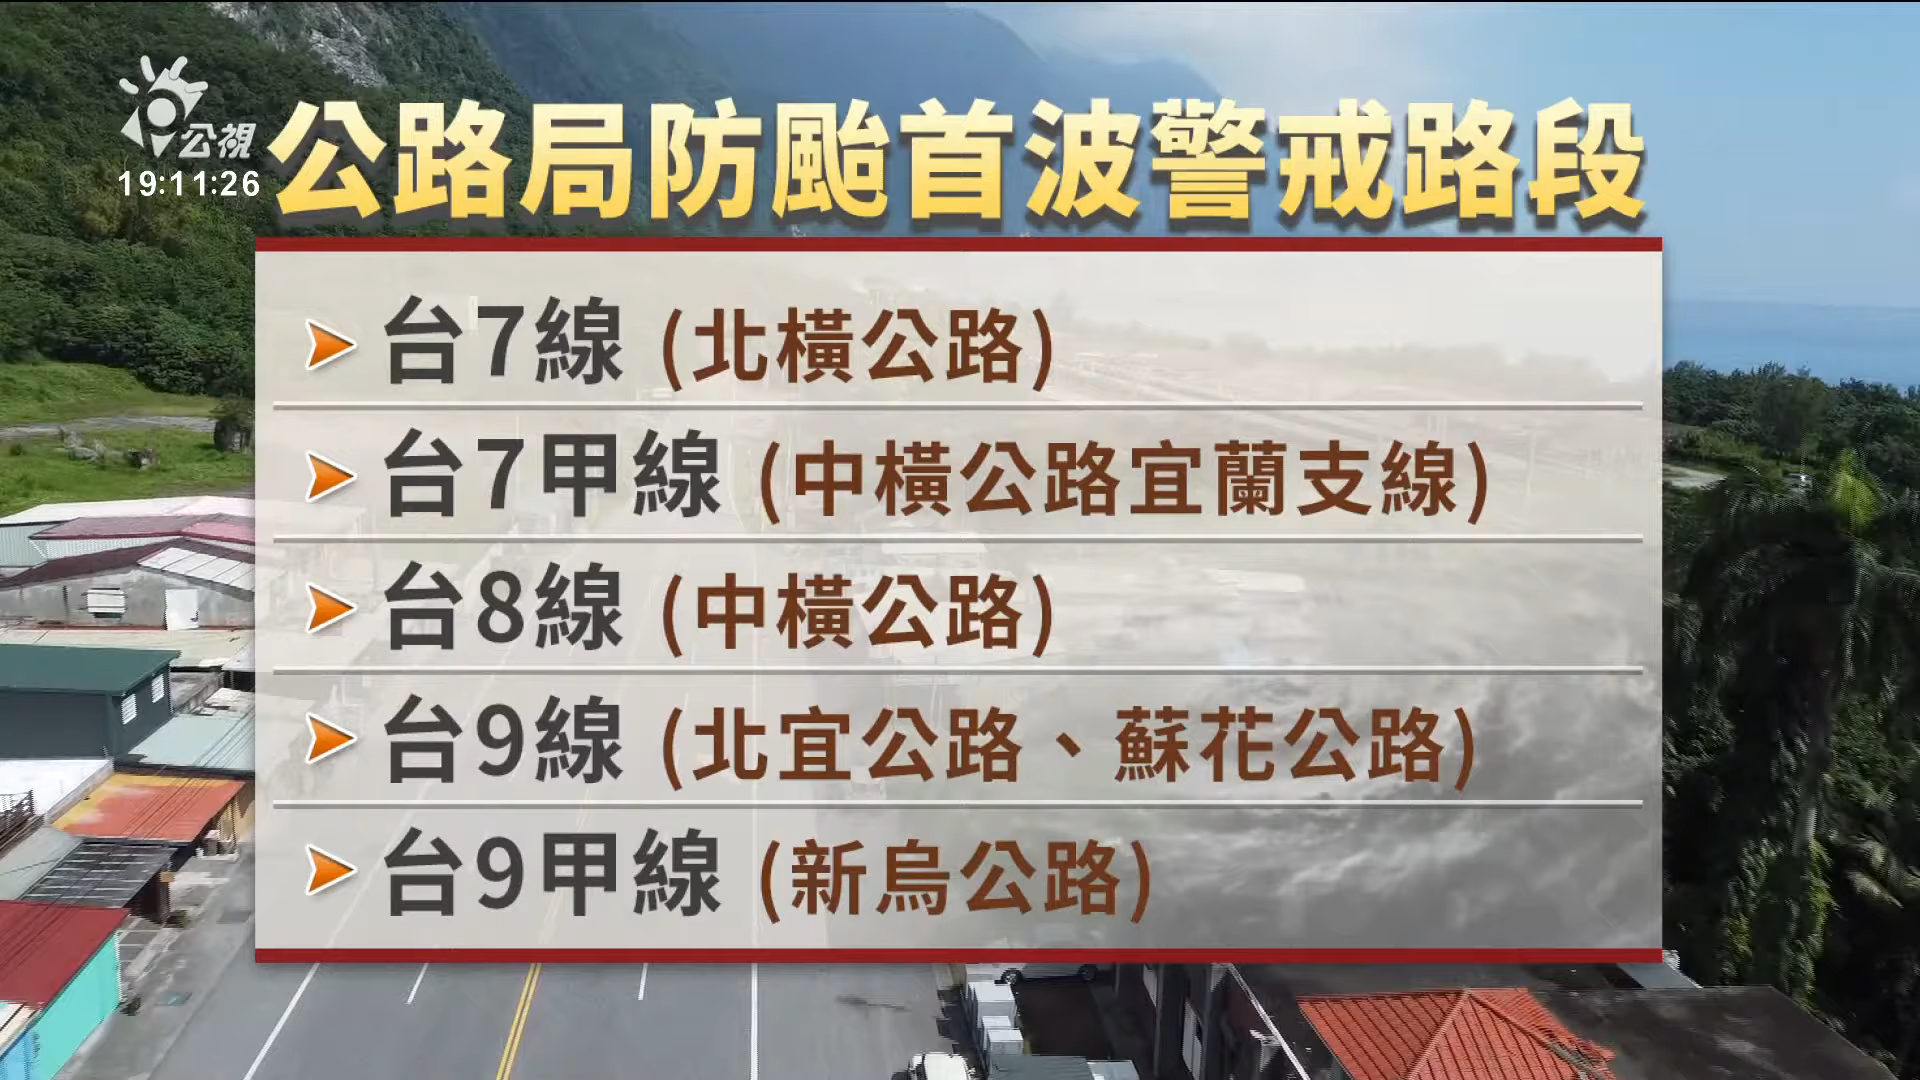 公視
19:11:26
公路局防颱首波警戒路段
台7線 (北橫公路)
台7甲線 (中橫公路宜蘭支線)
台8線 (中橫公路)
台9線 (北宜公路、蘇花公路)
台9甲線 (新烏公路)